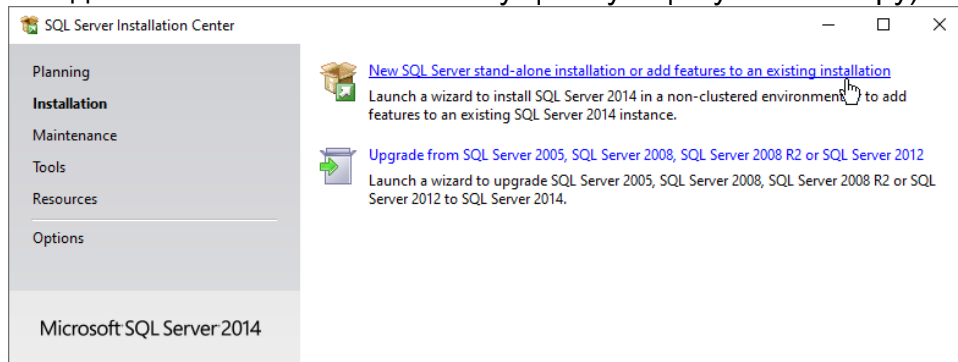 SQL Server Installation Center
Planning
Installation
Maintenance
Tools
Resources
Options
Microsoft SQL Server 2014
New SQL Server stand-alone installation or add features to an existing installation
Launch a wizard to install SQL Server 2014 in a non-clustered environment to add
features to an existing SQL Server 2014 instance.
Upgrade from SQL Server 2005, SQL Server 2008, SQL Server 2008 R2 or SQL Server 2012
Launch a wizard to upgrade SQL Server 2005, SQL Server 2008, SQL Server 2008 R2 or SQL
Server 2012 to SQL Server 2014.